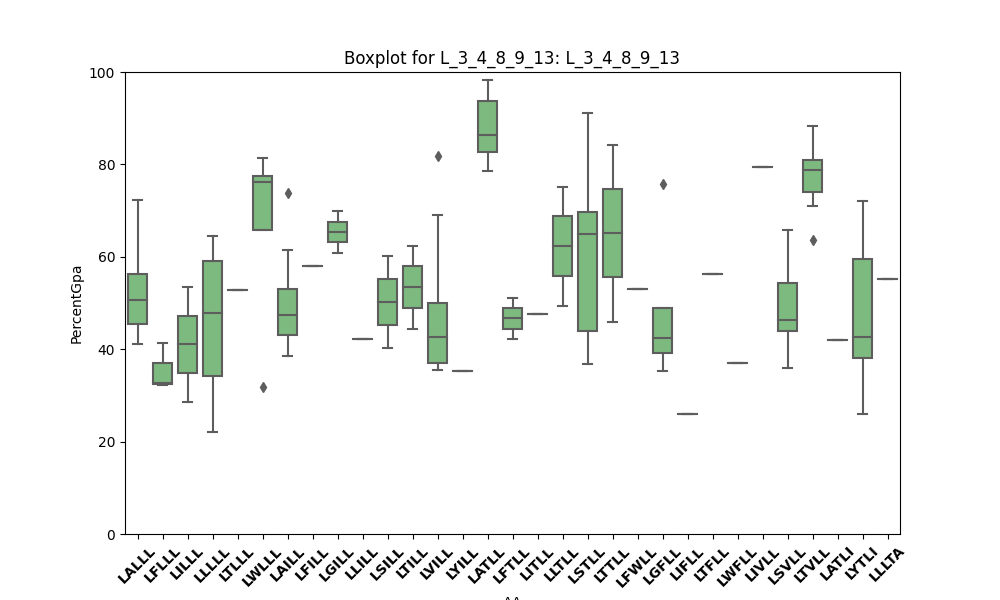 Boxplot for L_3_4_8_9_13: L_3_4_8_9_13
PercentGpa
100
80
60
40
20
0
LALLL
LFLLL
LILLL
LLLLL
LTLLL
LWLLL
LAILL
LFILL
LGILL
LLILL
LSILL
LTILL
LVILL
LYILL
LATLL
LFTLL
LITLL
LLTLL
LSTLL
LTTLL
LFWLL
LGFLL
LIFLL
LTFLL
LWFLL
LIVLL
LSVLL
LTVLL
LATLI
LYTLI
LLLTA
AA